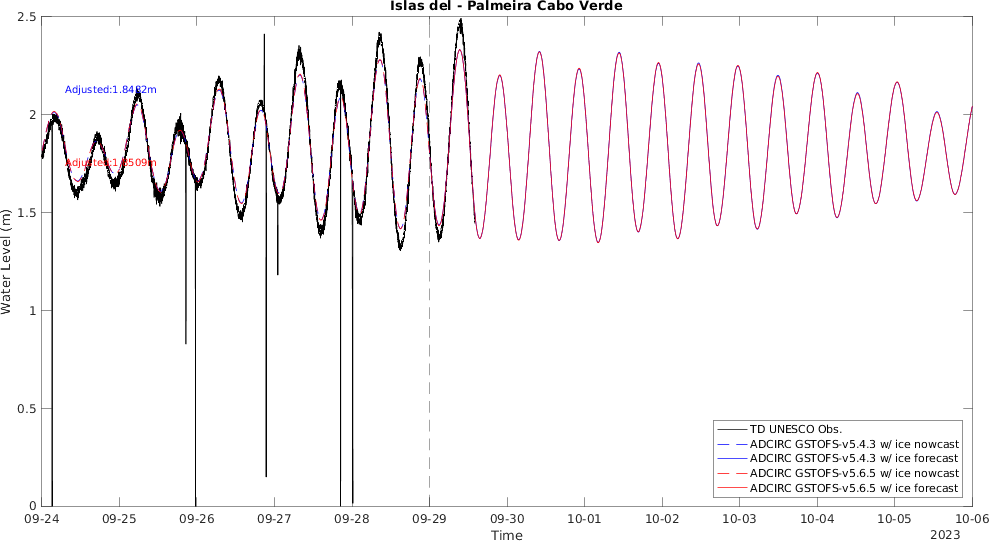 Islas del - Palmeira Cabo Verde
2.5
2
1.5
1
0.5
0
Water Level (m)
Adjusted:1.8482m
Adjusted:1.8509m
TD UNESCO Obs.
ADCIRC GSTOFS-v5.4.3 w/ ice nowcast
ADCIRC GSTOFS-v5.4.3 w/ ice forecast
ADCIRC GSTOFS-v5.6.5 w/ ice nowcast
ADCIRC GSTOFS-v5.6.5 w/ ice forecast
09-24 09-25 09-26 09-27 09-28 09-29 09-30 10-01 10-02 10-03 10-04 10-05 10-06
Time
2023